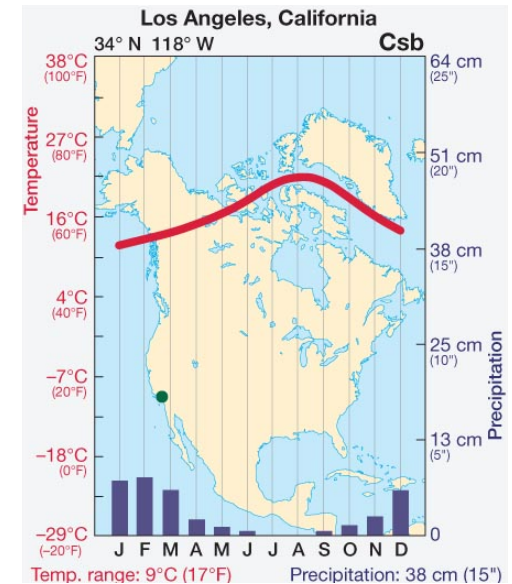 Los Angeles, California
34° N 118° W
Csb
38°C
(100°F)
27°C
(80°F)
16°C
(60°F)
4°C
(40°F)
–7°C
(20°F)
–18°C
(0°F)
–29°C
(–20°F)
Temperature
64 cm
(25")
51 cm
(20")
38 cm
(15")
25 cm
(10")
13 cm
(5")
0
Precipitation
J F M A M J J A S O N D
Temp. range: 9°C (17°F)
Precipitation: 38 cm (15")